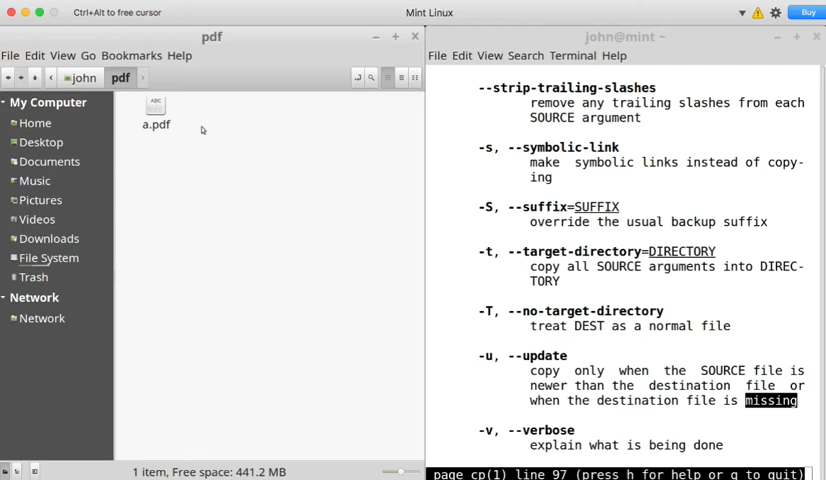 Ctrl+Alt to free cursor
Mint Linux
Buy
pdf
File Edit View Go Bookmarks Help
john
pdf
My Computer
Home
Desktop
Documents
Music
Pictures
Videos
Downloads
File System
Trash
Network
Network
ABC
a.pdf
1 item, Free space: 441.2 MB
john@mint ~
File Edit View Search Terminal Help
--strip-trailing-slashes
remove any trailing slashes from each
SOURCE argument
-s, --symbolic-link
make symbolic links instead of copy-
ing
-S, --suffix=SUFFIX
override the usual backup suffix
-t, --target-directory=DIRECTORY
copy all SOURCE arguments into DIREC-
TORY
-T, --no-target-directory
treat DEST as a normal file
-u, --update
copy only when the SOURCE file is
newer than the destination file or
when the destination file is missing
-v, --verbose
explain what is being done
page cp(1) line 97 (press h for help or q to quit)